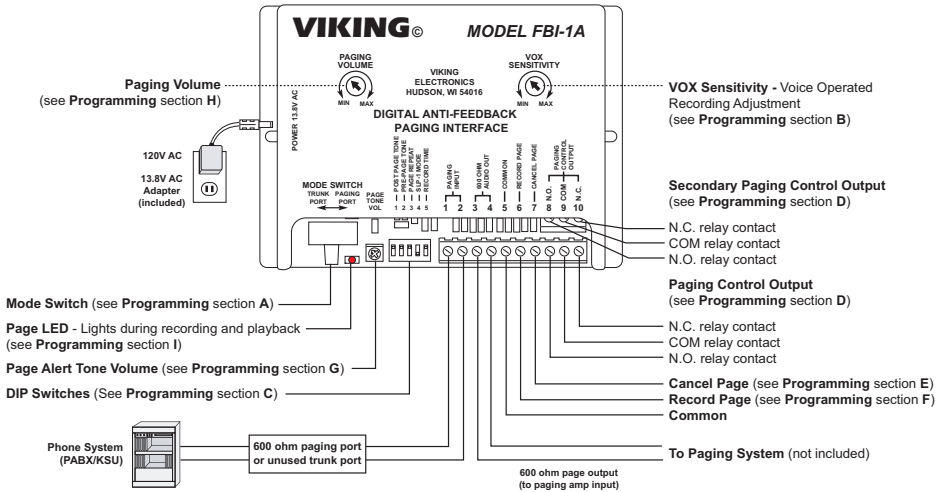 VIKING© MODEL FBI-1A
PAGING
VOLUME
MIN MAX
VIKING
ELECTRONICS
HUDSON, WI 54016
VOX
SENSITIVITY
MIN MAX
DIGITAL ANTI-FEEDBACK
PAGING INTERFACE
POWER 13.8V AC
MODE SWITCH
TRUNK PORT
PAGING PORT
PAGE
TONE
VOL
POST PAGE TONE
PRE-PAGE TONE
PAGE REPEAT
SLP-1 MODE
RECORD TIME
1 2 3 4 5
PAGING
INPUT
600 OHM
AUDIO OUT
COMMON
RECORD PAGE
CANCEL PAGE
PAGING
CONTROL
OUTPUT
N.O.
COM
N.C.
1 2 3 4 5 6 7 8 9 10
Paging Volume
(see Programming section H)
120V AC
13.8V AC
Adapter
(included)
Mode Switch (see Programming section A)
Page LED - Lights during recording and playback
(see Programming section I)
Page Alert Tone Volume (see Programming section G)
DIP Switches (See Programming section C)
Phone System
(PABX/KSU)
600 ohm paging port
or unused trunk port
VOX Sensitivity - Voice Operated
Recording Adjustment
(see Programming section B)
Secondary Paging Control Output
(see Programming section D)
N.C. relay contact
COM relay contact
N.O. relay contact
Paging Control Output
(see Programming section D)
N.C. relay contact
COM relay contact
N.O. relay contact
Cancel Page (see Programming section E)
Record Page (see Programming section F)
Common
To Paging System (not included)
600 ohm page output
(to paging amp input)